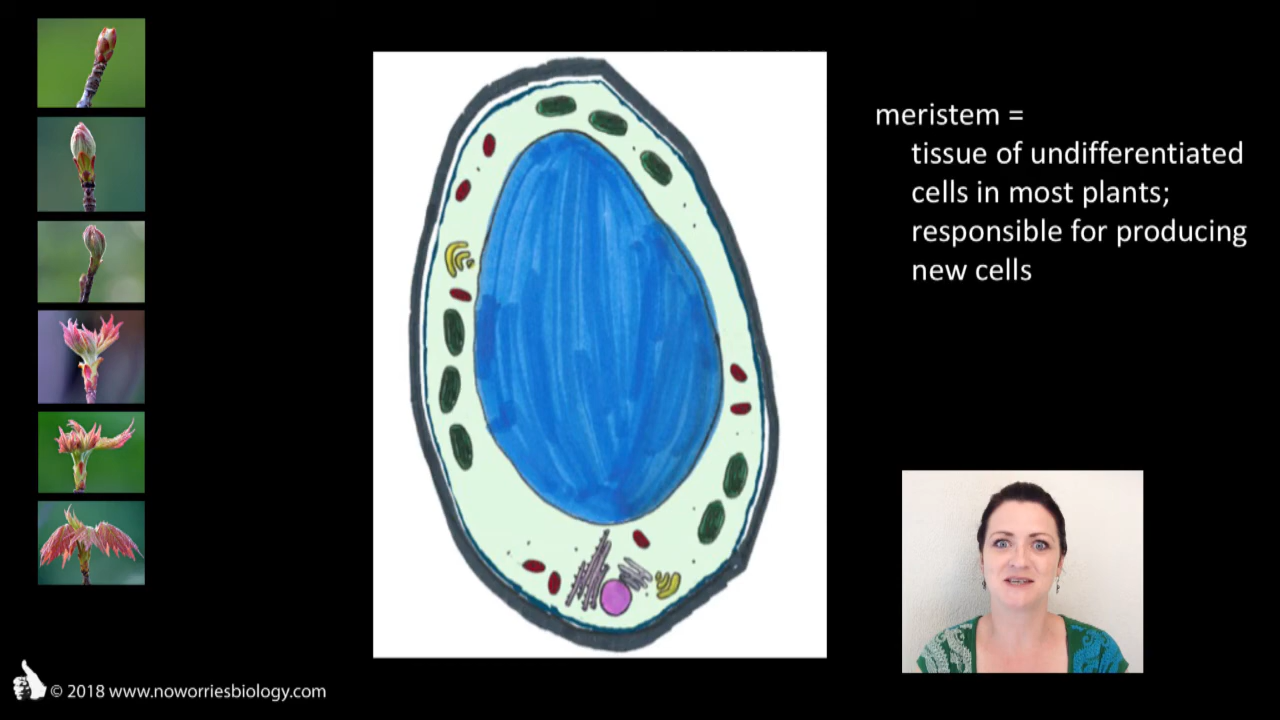 meristem =
tissue of undifferentiated
cells in most plants;
responsible for producing
new cells
© 2018 www.noworriesbiology.com